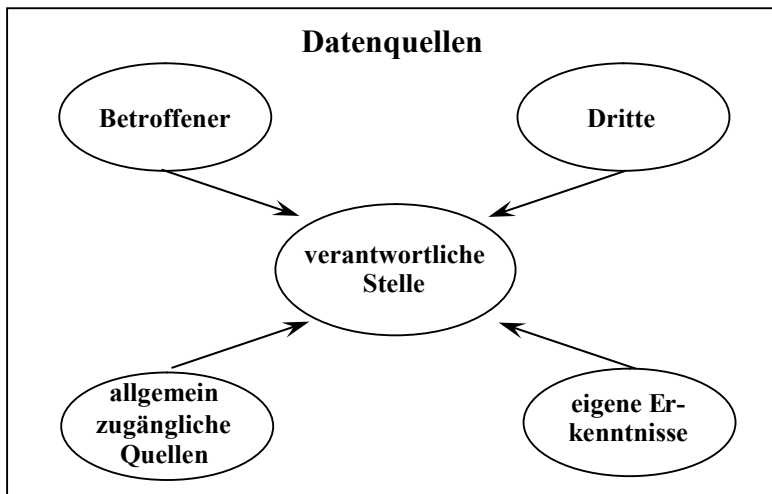 Datenquellen
Betroffener
Dritte
verantwortliche
Stelle
allgemein
zugängliche
Quellen
eigene Er-
kenntnisse